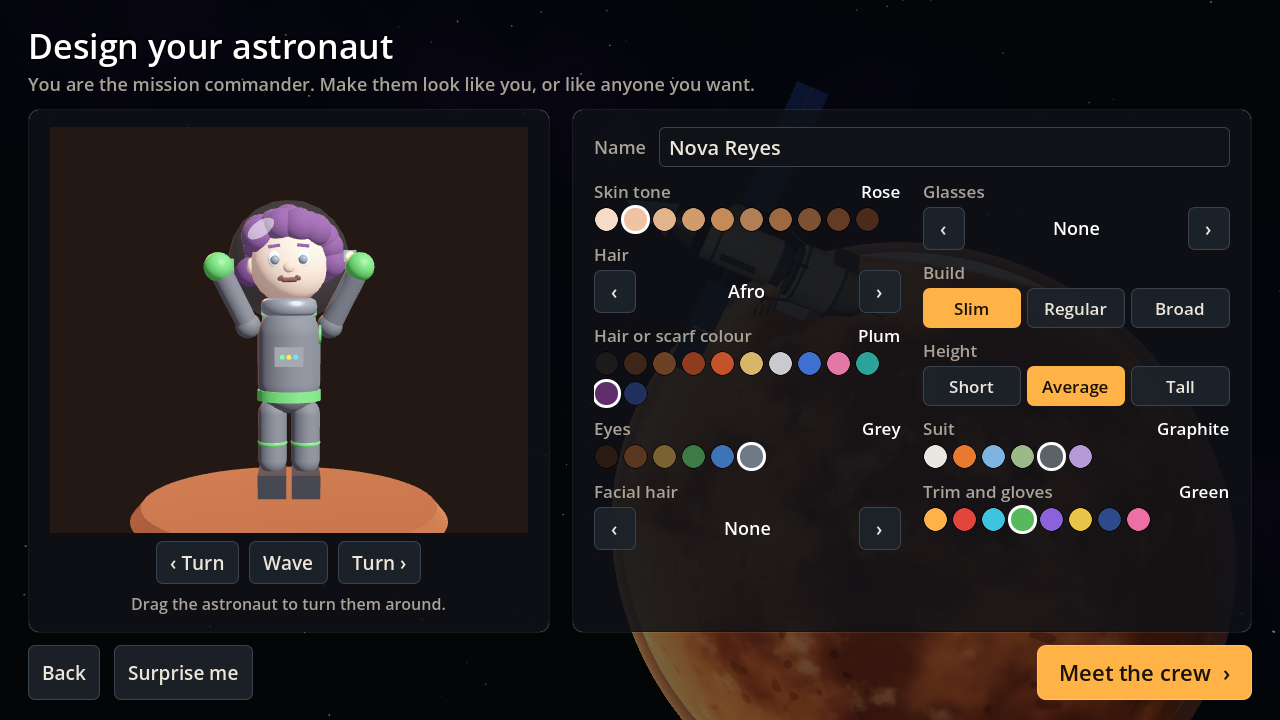 Design your astronaut
You are the mission commander. Make them look like you, or like anyone you want.
‹ Turn
Wave
Turn ›
Drag the astronaut to turn them around.
Name
Nova Reyes
Skin tone
Rose
Hair
‹
Afro
›
Hair or scarf colour
Plum
Eyes
Grey
Facial hair
‹
None
›
Glasses
‹
None
›
Build
Slim
Regular
Broad
Height
Short
Average
Tall
Suit
Graphite
Trim and gloves
Green
Back
Surprise me
Meet the crew ›